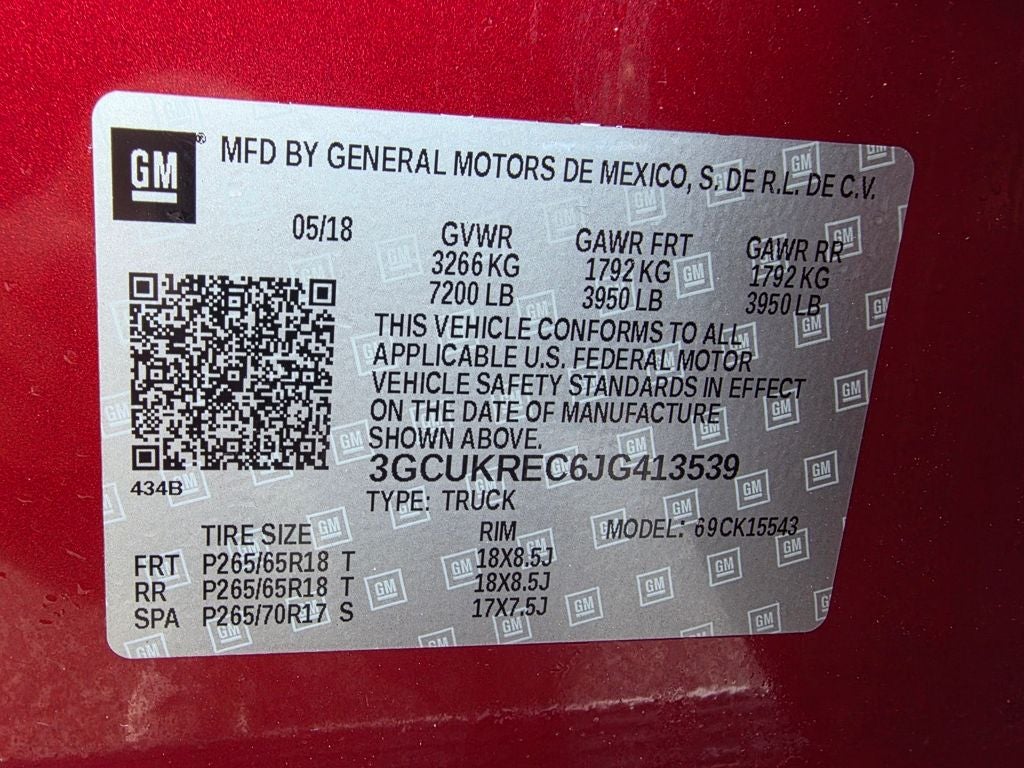 GM® MFD BY GENERAL MOTORS DE MEXICO, S. DE R.L. DE C.V.
05/18 GVWR GAWR FRT GAWR RR
3266 KG 1792 KG 1792 KG
7200 LB 3950 LB 3950 LB
THIS VEHICLE CONFORMS TO ALL
APPLICABLE U.S. FEDERAL MOTOR
VEHICLE SAFETY STANDARDS IN EFFECT
ON THE DATE OF MANUFACTURE
SHOWN ABOVE.
3GCUKREC6JG413539
434B
TYPE: TRUCK
TIRE SIZE RIM MODEL: 69CK15543
FRT P265/65R18 T 18X8.5J
RR P265/65R18 T 18X8.5J
SPA P265/70R17 S 17X7.5J